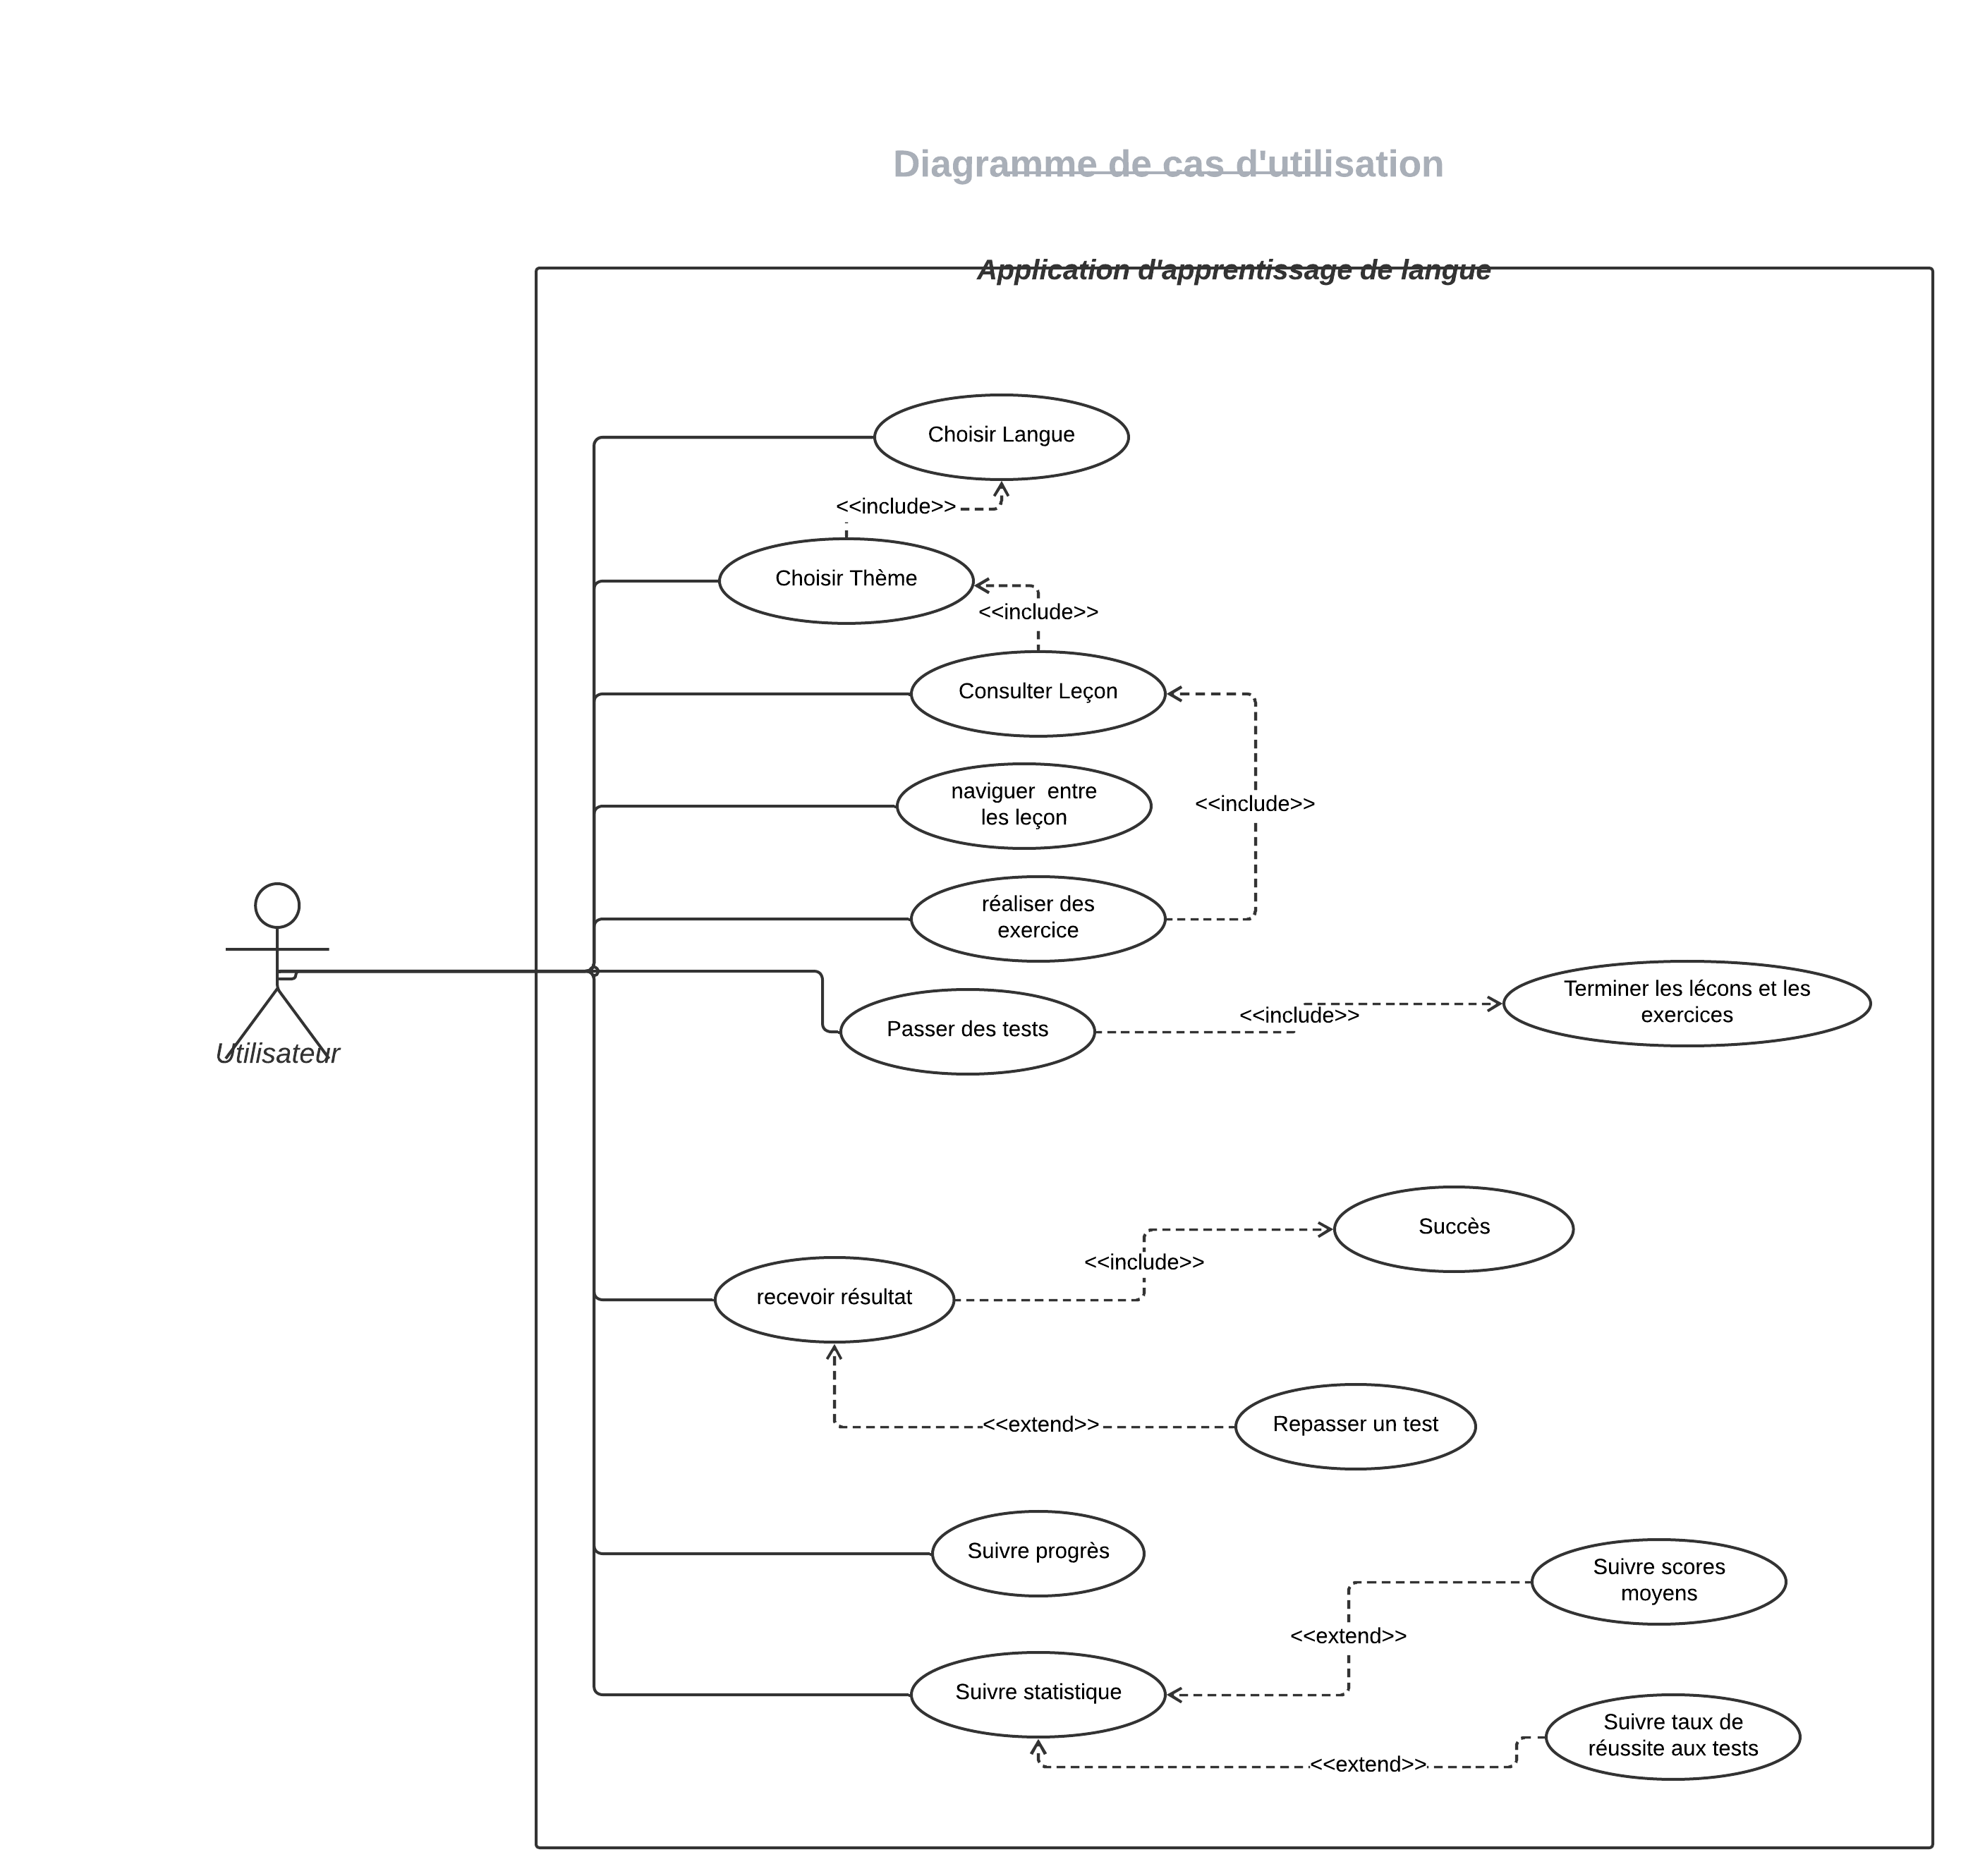 Diagramme de cas d'utilisation
Application d'apprentissage de langue
Choisir Langue
<<include>>
Choisir Thème
<<include>>
Consulter Leçon
naviguer  entre
les leçon
<<include>>
réaliser des
exercice
Utilisateur
Passer des tests
<<include>>
Terminer les lécons et les
exercices
Succès
<<include>>
recevoir résultat
<<extend>>
Repasser un test
Suivre progrès
Suivre scores
moyens
<<extend>>
Suivre statistique
Suivre taux de
réussite aux tests
<<extend>>